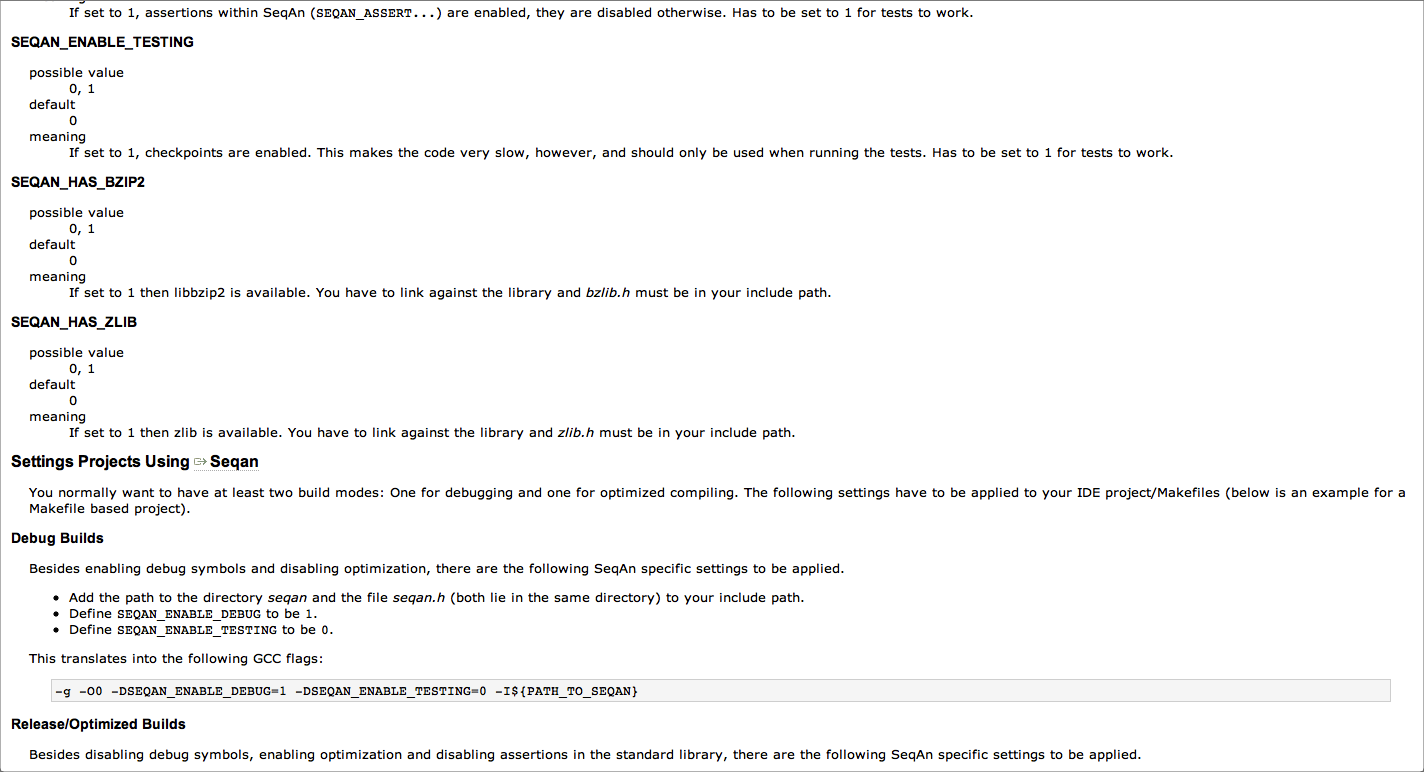 If set to 1, assertions within SeqAn (SEQAN_ASSERT...) are enabled, they are disabled otherwise. Has to be set to 1 for tests to work.
SEQAN_ENABLE_TESTING
possible value
0, 1
default
0
meaning
If set to 1, checkpoints are enabled. This makes the code very slow, however, and should only be used when running the tests. Has to be set to 1 for tests to work.
SEQAN_HAS_BZIP2
possible value
0, 1
default
0
meaning
If set to 1 then libbzip2 is available. You have to link against the library and bzlib.h must be in your include path.
SEQAN_HAS_ZLIB
possible value
0, 1
default
0
meaning
If set to 1 then zlib is available. You have to link against the library and zlib.h must be in your include path.
Settings Projects Using Seqan
You normally want to have at least two build modes: One for debugging and one for optimized compiling. The following settings have to be applied to your IDE project/Makefiles (below is an example for a
Makefile based project).
Debug Builds
Besides enabling debug symbols and disabling optimization, there are the following SeqAn specific settings to be applied.
• Add the path to the directory seqan and the file seqan.h (both lie in the same directory) to your include path.
• Define SEQAN_ENABLE_DEBUG to be 1.
• Define SEQAN_ENABLE_TESTING to be 0.
This translates into the following GCC flags:
-g -O0 -DSEQAN_ENABLE_DEBUG=1 -DSEQAN_ENABLE_TESTING=0 -I${PATH_TO_SEQAN}
Release/Optimized Builds
Besides disabling debug symbols, enabling optimization and disabling assertions in the standard library, there are the following SeqAn specific settings to be applied.